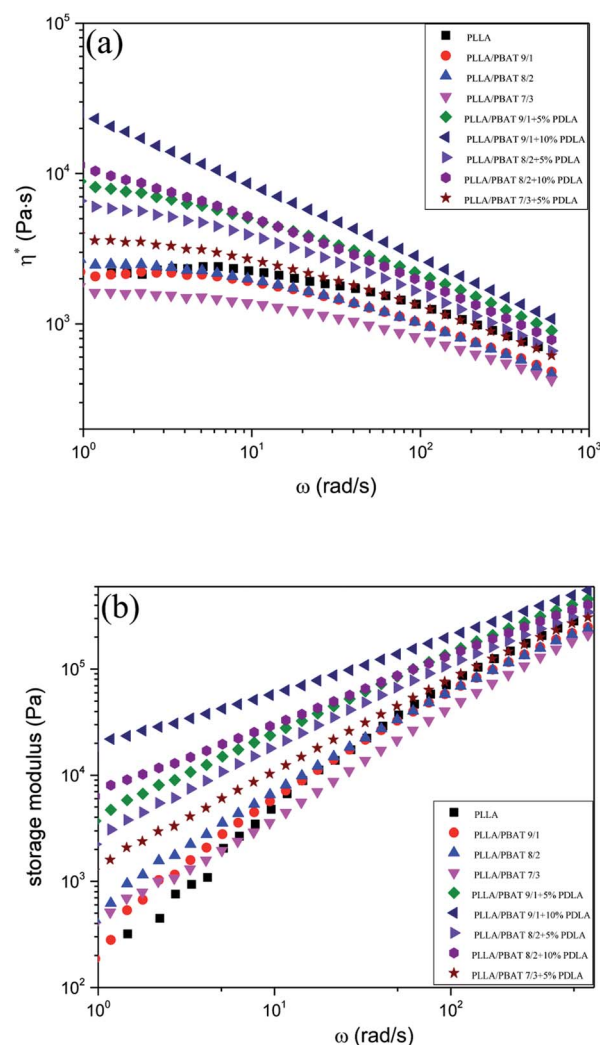 (a)
10^5
10^4
10^3
η* (Pa·s)
PLLA
PLLA/PBAT 9/1
PLLA/PBAT 8/2
PLLA/PBAT 7/3
PLLA/PBAT 9/1+5% PDLA
PLLA/PBAT 9/1+10% PDLA
PLLA/PBAT 8/2+5% PDLA
PLLA/PBAT 8/2+10% PDLA
PLLA/PBAT 7/3+5% PDLA
10^0 10^1 10^2 10^3
ω (rad/s)
(b)
10^5
10^4
10^3
10^2
storage modulus (Pa)
PLLA
PLLA/PBAT 9/1
PLLA/PBAT 8/2
PLLA/PBAT 7/3
PLLA/PBAT 9/1+5% PDLA
PLLA/PBAT 9/1+10% PDLA
PLLA/PBAT 8/2+5% PDLA
PLLA/PBAT 8/2+10% PDLA
PLLA/PBAT 7/3+5% PDLA
10^0 10^1 10^2
ω (rad/s)